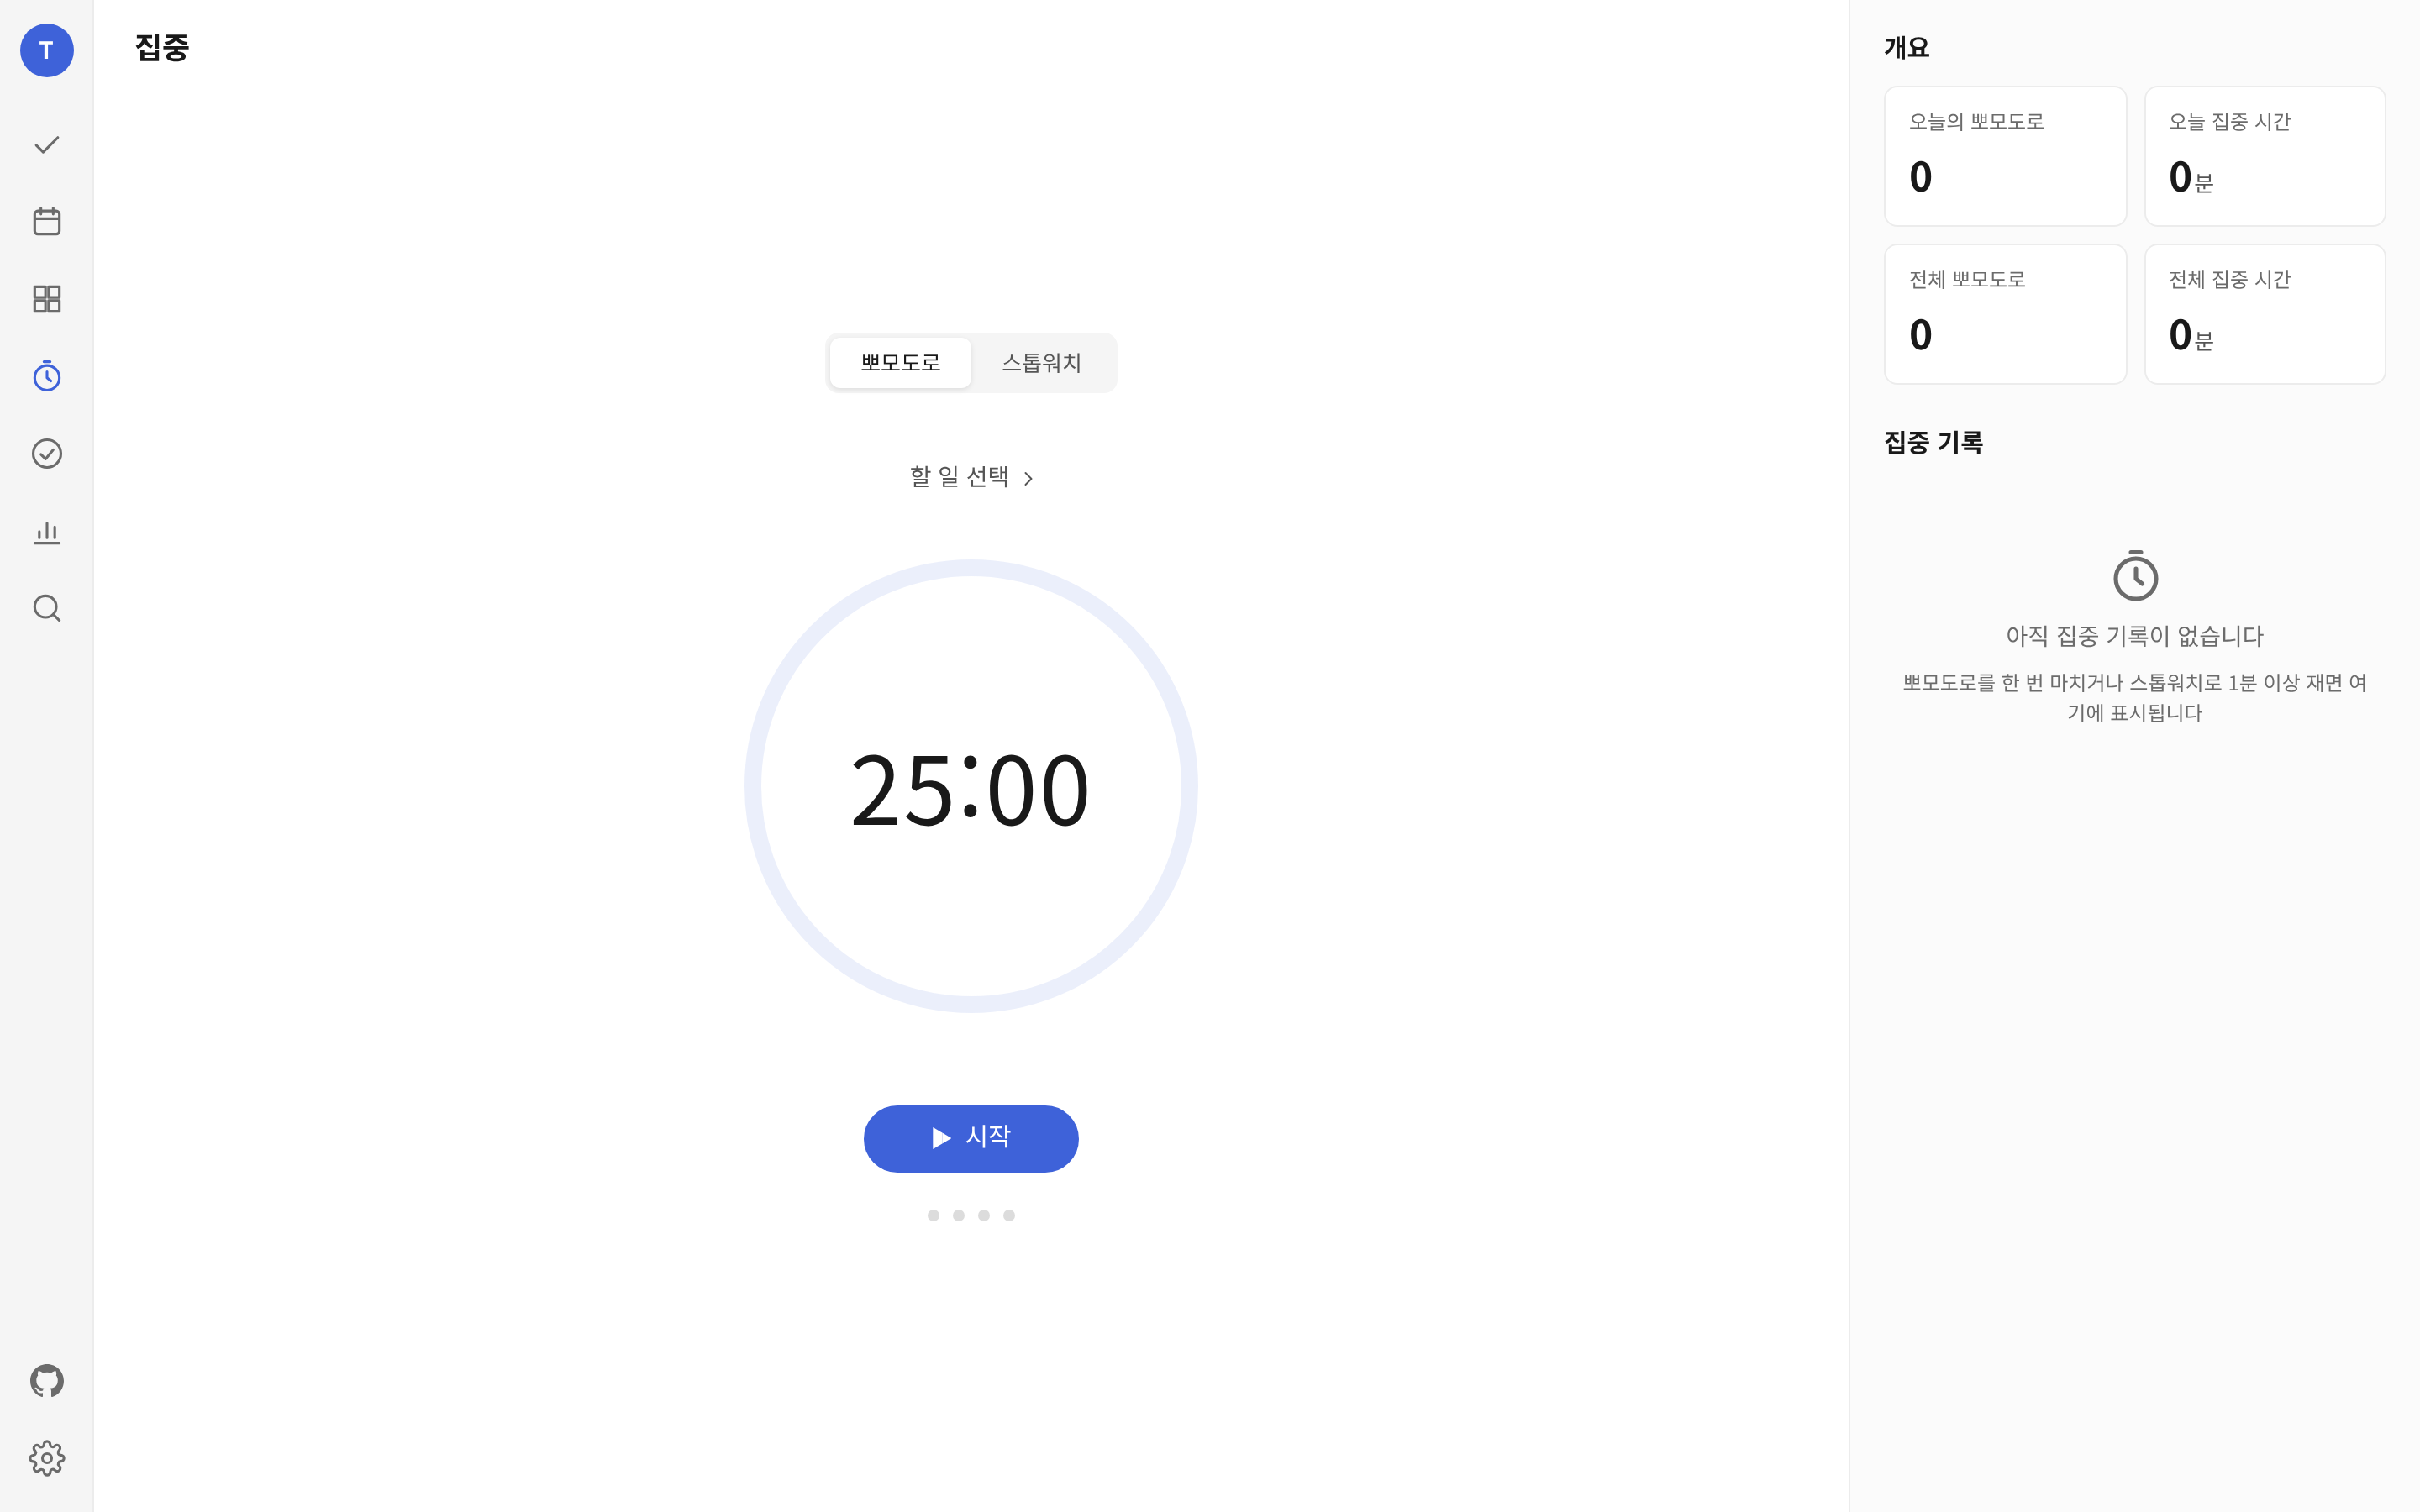 T
집중
뽀모도로
스톱워치
할 일 선택
25:00
시작
개요
오늘의 뽀모도로
0
오늘 집중 시간
0분
전체 뽀모도로
0
전체 집중 시간
0분
집중 기록
아직 집중 기록이 없습니다
뽀모도로를 한 번 마치거나 스톱워치로 1분 이상 재면 여
기에 표시됩니다